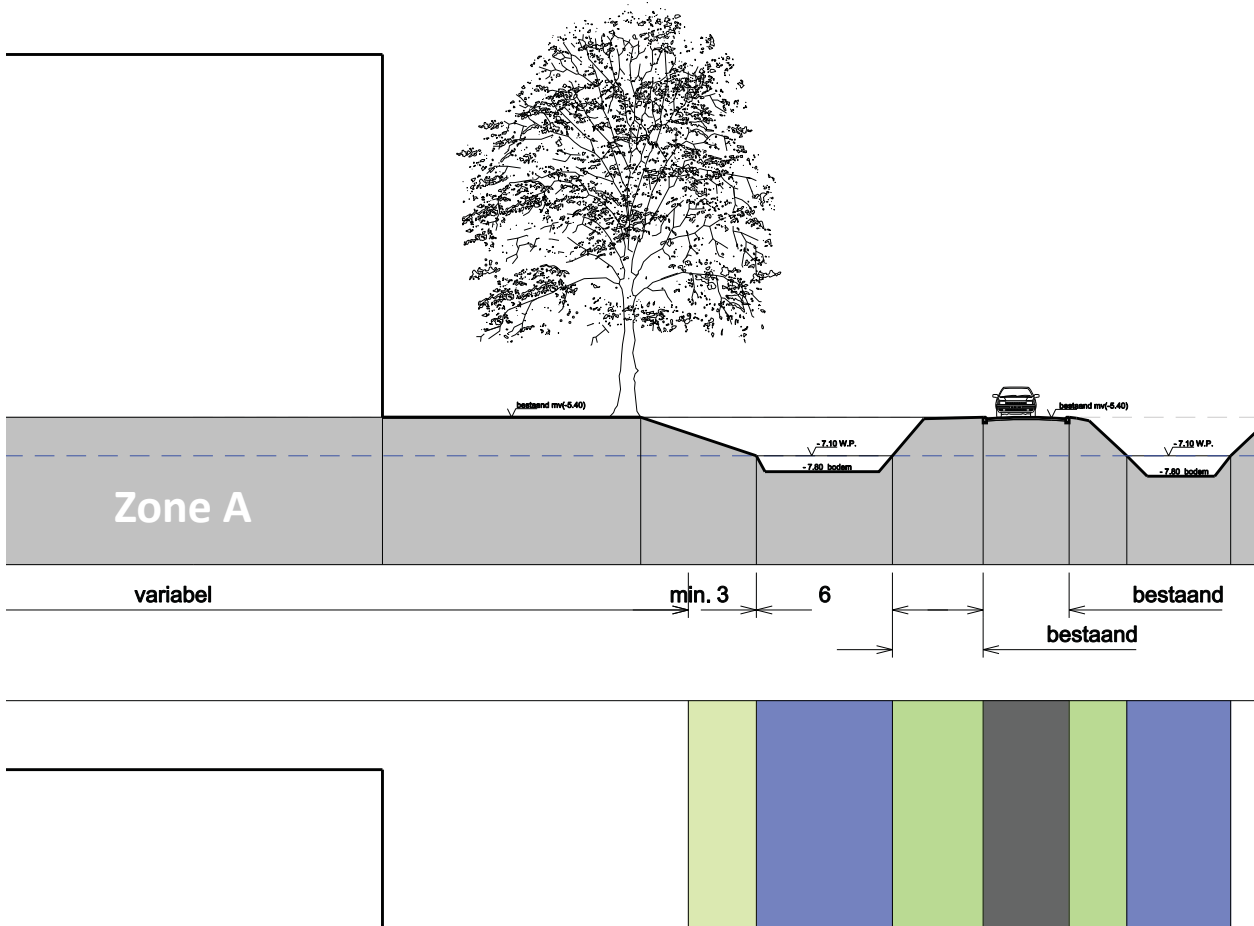 bestaand mv(-5.40)
bestaand mv(-5.40)
- 7.10 W.P.
- 7.10 W.P.
- 7.80 bodem
- 7.80 bodem
Zone A
variabel
min. 3
6
bestaand
bestaand